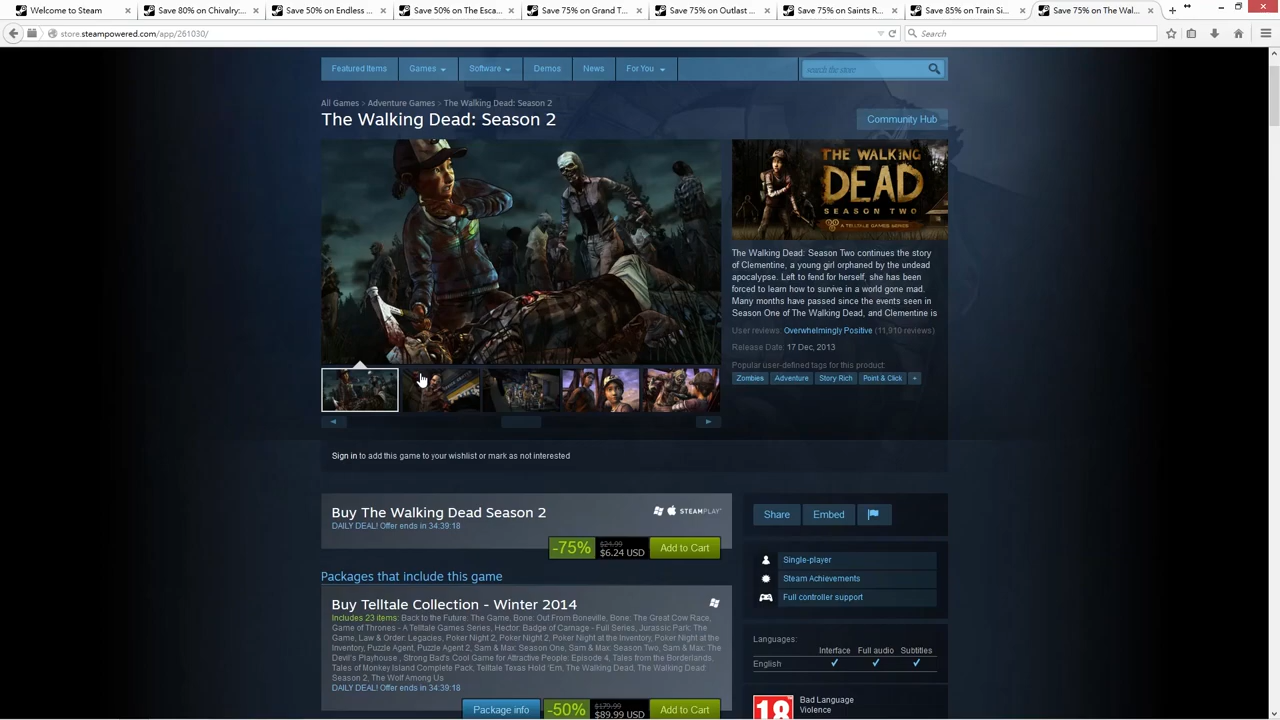 Welcome to Steam
Save 80% on Chivalry:...
Save 50% on Endless ...
Save 50% on The Esca...
Save 75% on Grand T...
Save 75% on Outlast ...
Save 75% on Saints R...
Save 85% on Train Si...
Save 75% on The Wal...
store.steampowered.com/app/261030/
Search
Featured Items
Games
Software
Demos
News
For You
search the store
All Games > Adventure Games > The Walking Dead: Season 2
The Walking Dead: Season 2
Community Hub
THE WALKING
DEAD
SEASON TWO
A TELLTALE GAMES SERIES
The Walking Dead: Season Two continues the story
of Clementine, a young girl orphaned by the undead
apocalypse. Left to fend for herself, she has been
forced to learn how to survive in a world gone mad.
Many months have passed since the events seen in
Season One of The Walking Dead, and Clementine is
User reviews: Overwhelmingly Positive (11,910 reviews)
Release Date: 17 Dec, 2013
Popular user-defined tags for this product:
Zombies
Adventure
Story Rich
Point & Click
+
Sign in to add this game to your wishlist or mark as not interested
Buy The Walking Dead Season 2
STEAMPLAY
DAILY DEAL! Offer ends in 34:39:18
-75%
$24.99
$6.24 USD
Add to Cart
Share
Embed
Single-player
Steam Achievements
Full controller support
Packages that include this game
Buy Telltale Collection - Winter 2014
Includes 23 items: Back to the Future: The Game, Bone: Out From Boneville, Bone: The Great Cow Race,
Game of Thrones - A Telltale Games Series, Hector: Badge of Carnage - Full Series, Jurassic Park: The
Game, Law & Order: Legacies, Poker Night 2, Poker Night 2, Poker Night at the Inventory, Poker Night at the
Inventory, Puzzle Agent, Puzzle Agent 2, Sam & Max: Season One, Sam & Max: Season Two, Sam & Max: The
Devil's Playhouse , Strong Bad's Cool Game for Attractive People: Episode 4, Tales from the Borderlands,
Tales of Monkey Island Complete Pack, Telltale Texas Hold 'Em, The Walking Dead, The Walking Dead:
Season 2, The Wolf Among Us
DAILY DEAL! Offer ends in 34:39:18
Package info
-50%
$179.99
$89.99 USD
Add to Cart
Languages:
Interface
Full audio
Subtitles
English
18
Bad Language
Violence